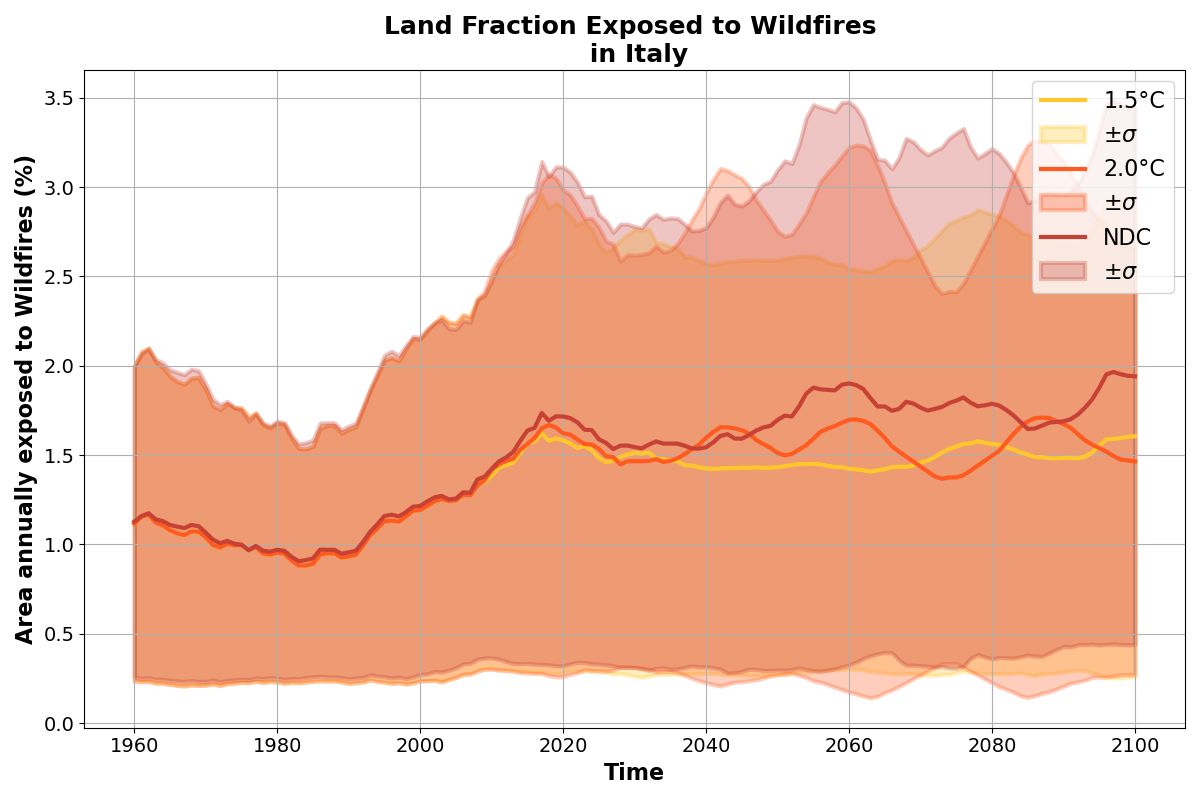 Land Fraction Exposed to Wildfires
in Italy
Area annually exposed to Wildfires (%)
3.5
3.0
2.5
2.0
1.5
1.0
0.5
0.0
1.5°C
±σ
2.0°C
±σ
NDC
±σ
1960 1980 2000 2020 2040 2060 2080 2100
Time